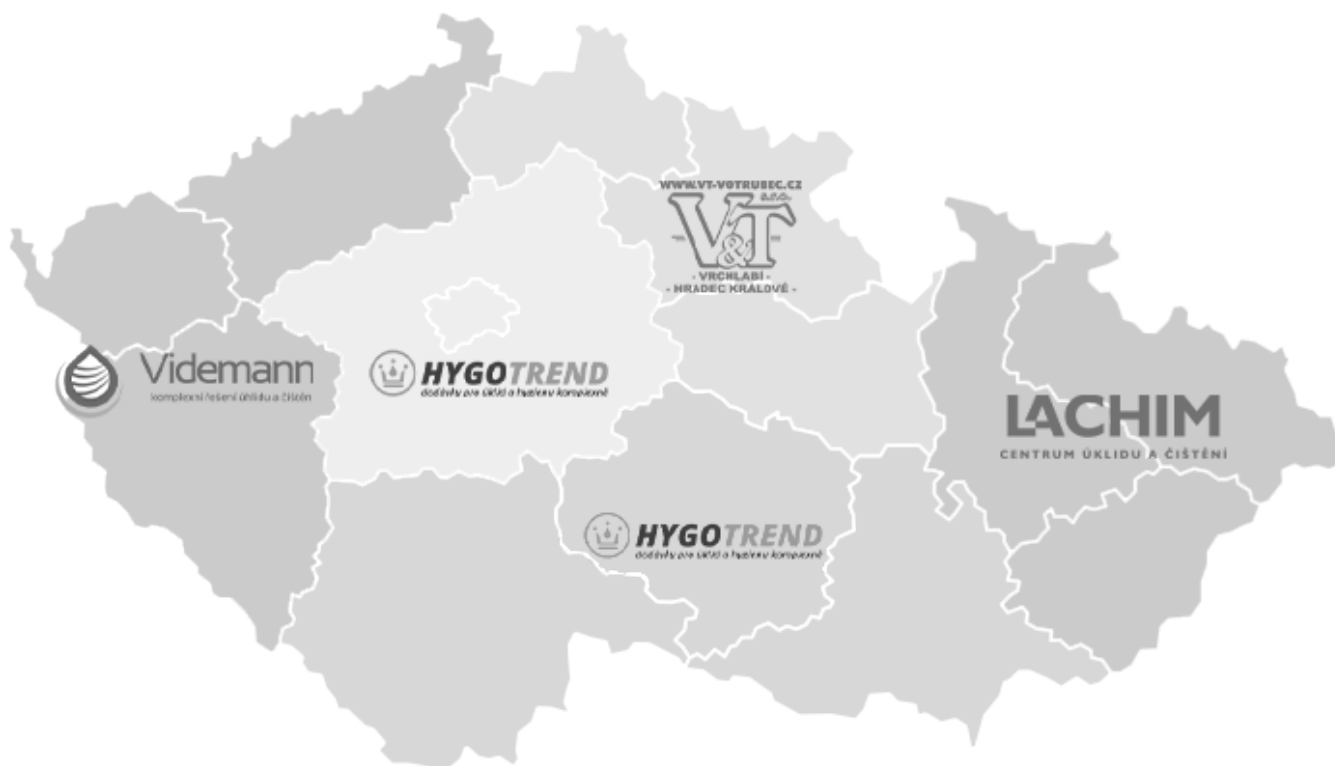 WWW.VT-VOTRUBEC.CZ
S.R.O.
V&T
- VRCHLABÍ -
- HRADEC KRÁLOVÉ -
Videmann
komplexní řešení úklidu a čištění
HYGOTREND
dodávky pro úklid a hygienu komplexně
LACHIM
CENTRUM ÚKLIDU A ČIŠTĚNÍ
HYGOTREND
dodávky pro úklid a hygienu komplexně